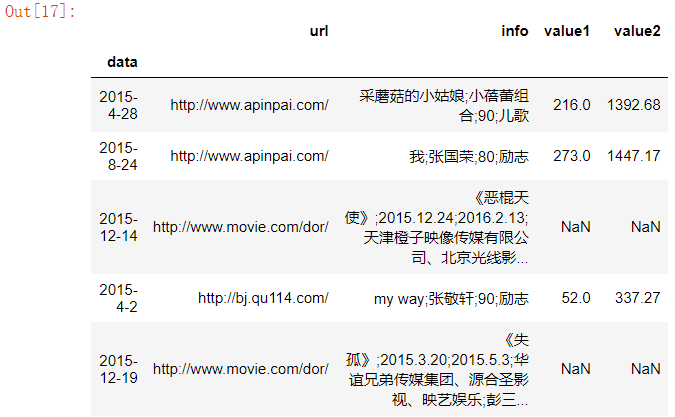 Out[17]:
url info value1 value2
data
2015-
4-28
http://www.apinpai.com/
采蘑菇的小姑娘;小蓓蕾组
合;90;儿歌
216.0 1392.68
2015-
8-24
http://www.apinpai.com/
我;张国荣;80;励志
273.0 1447.17
2015-
12-14
http://www.movie.com/dor/
《恶棍天
使》;2015.12.24;2016.2.13;
天津橙子映像传媒有限公
司、北京光线影...
NaN NaN
2015-
4-2
http://bj.qu114.com/
my way;张敬轩;90;励志
52.0 337.27
2015-
12-19
http://www.movie.com/dor/
《失
孤》;2015.3.20;2015.5.3;华
谊兄弟传媒集团、源合圣影
视、映艺娱乐;彭三...
NaN NaN